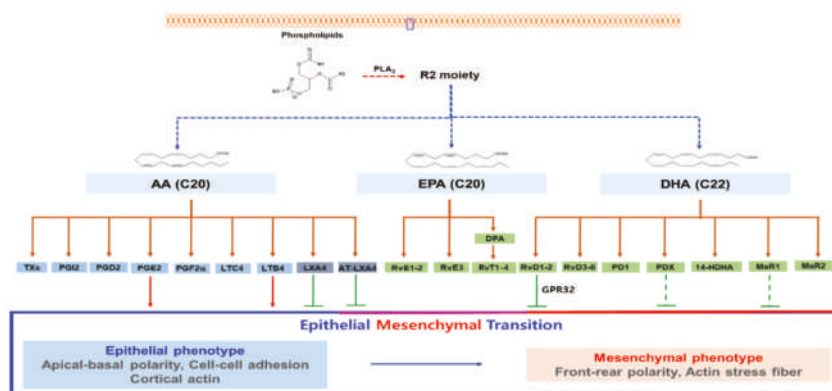 Phospholipids
PLA2
R2 moiety
AA (C20)
EPA (C20)
DHA (C22)
DPA
TXs
PGI2
PGD2
PGE2
PGF2α
LTC4
LTB4
LXA4
AT-LXA4
RvE1-2
RvE3
RvT1-4
RvD1-2
RvD3-6
PD1
PDX
14-HDHA
MaR1
MaR2
GPR32
Epithelial Mesenchymal Transition
Epithelial phenotype
Apical-basal polarity, Cell-cell adhesion
Cortical actin
Mesenchymal phenotype
Front-rear polarity, Actin stress fiber